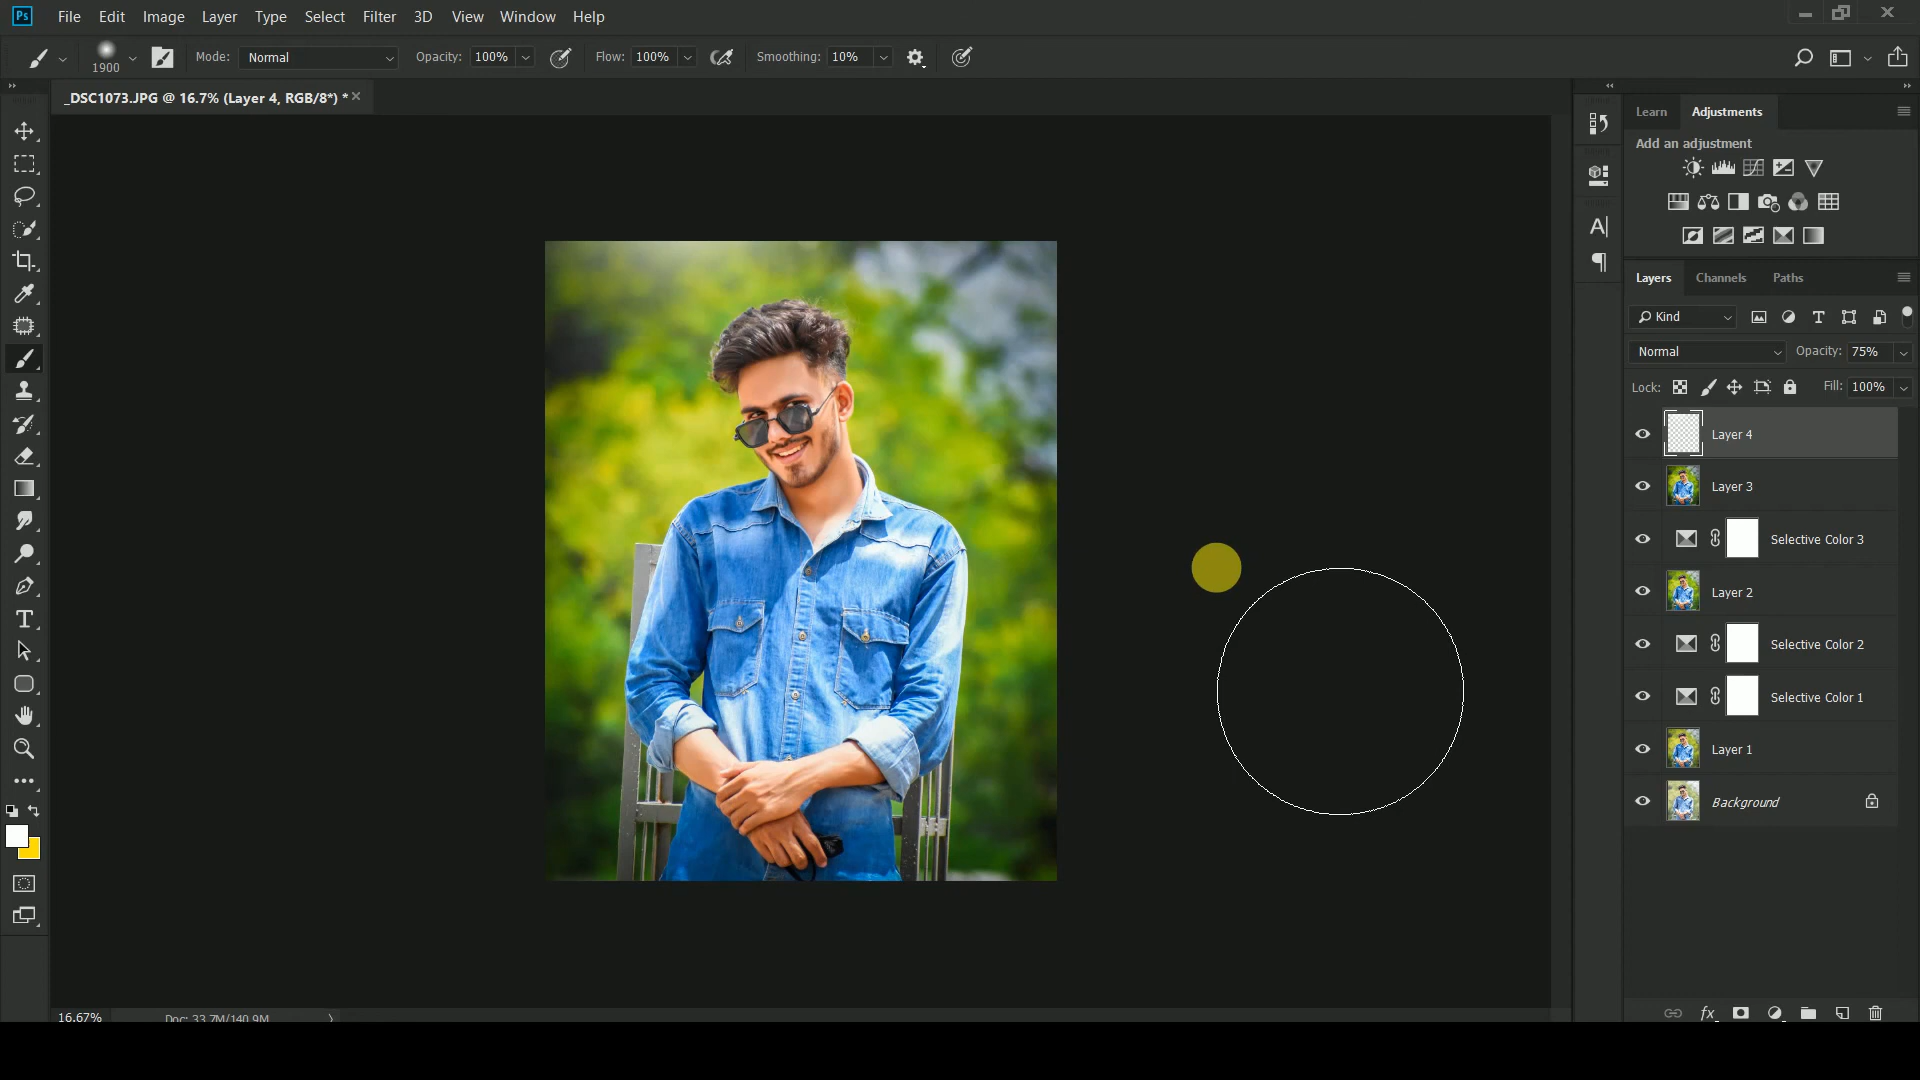 Ps File Edit Image Layer Type Select Filter 3D View Window Help
1900 Mode: Normal Opacity: 100% Flow: 100% Smoothing: 10%
_DSC1073.JPG @ 16.7% (Layer 4, RGB/8*) *
Learn Adjustments
Add an adjustment
Layers Channels Paths
Kind
Normal Opacity: 75%
Lock: Fill: 100%
Layer 4
Layer 3
Selective Color 3
Layer 2
Selective Color 2
Selective Color 1
Layer 1
Background
16.67% Doc: 33.7M/140.9M